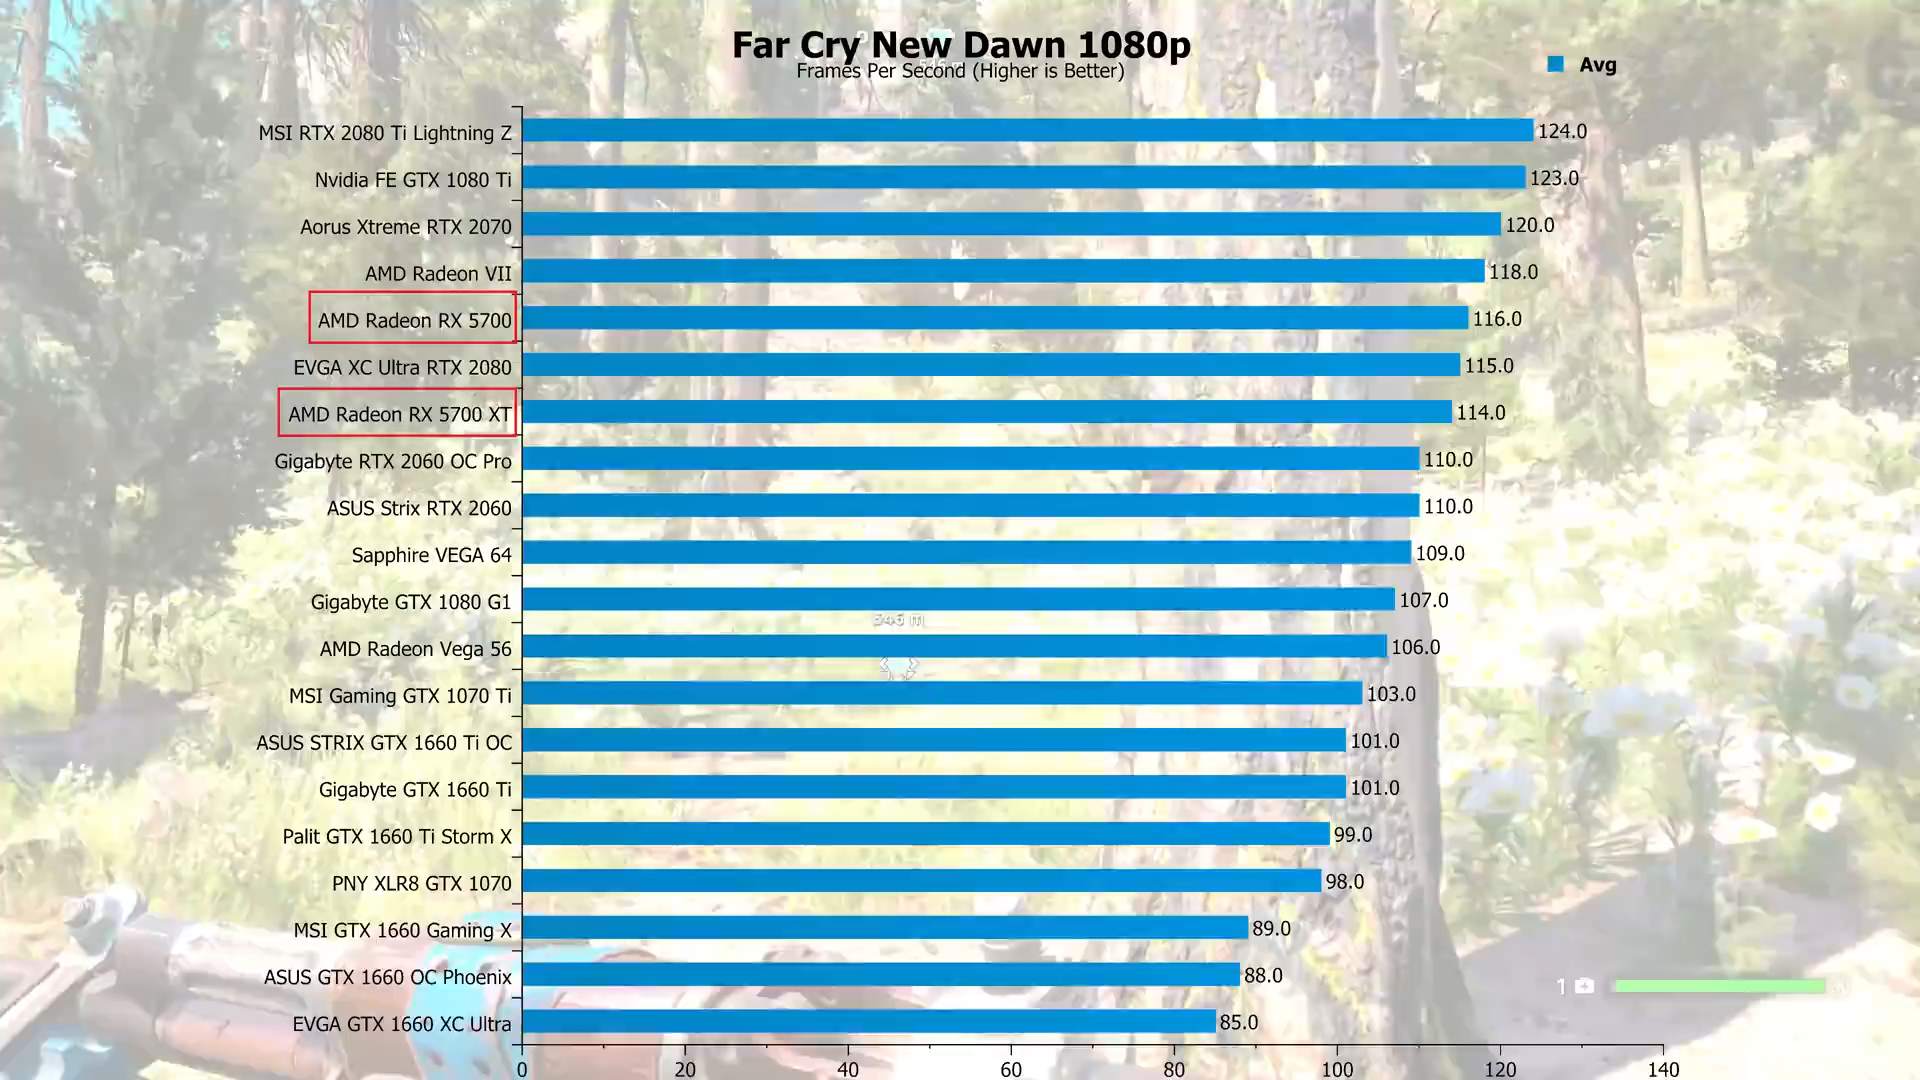 Far Cry New Dawn 1080p
Frames Per Second (Higher is Better)
Avg
MSI RTX 2080 Ti Lightning Z 124.0
Nvidia FE GTX 1080 Ti 123.0
Aorus Xtreme RTX 2070 120.0
AMD Radeon VII 118.0
AMD Radeon RX 5700 116.0
EVGA XC Ultra RTX 2080 115.0
AMD Radeon RX 5700 XT 114.0
Gigabyte RTX 2060 OC Pro 110.0
ASUS Strix RTX 2060 110.0
Sapphire VEGA 64 109.0
Gigabyte GTX 1080 G1 107.0
AMD Radeon Vega 56 106.0
MSI Gaming GTX 1070 Ti 103.0
ASUS STRIX GTX 1660 Ti OC 101.0
Gigabyte GTX 1660 Ti 101.0
Palit GTX 1660 Ti Storm X 99.0
PNY XLR8 GTX 1070 98.0
MSI GTX 1660 Gaming X 89.0
ASUS GTX 1660 OC Phoenix 88.0
1
EVGA GTX 1660 XC Ultra 85.0
0 20 40 60 80 100 120 140